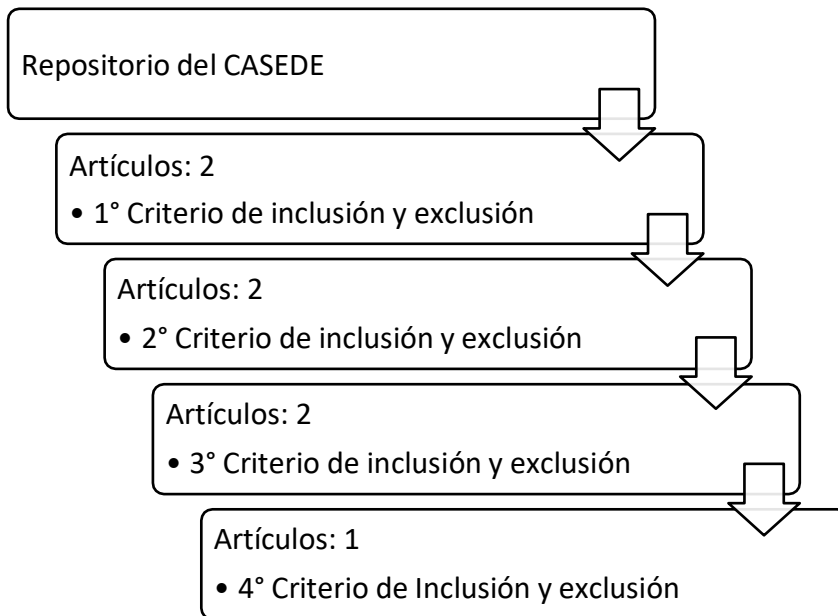 Repositorio del CASEDE
Artículos: 2
• 1° Criterio de inclusión y exclusión
Artículos: 2
• 2° Criterio de inclusión y exclusión
Artículos: 2
• 3° Criterio de inclusión y exclusión
Artículos: 1
• 4° Criterio de Inclusión y exclusión